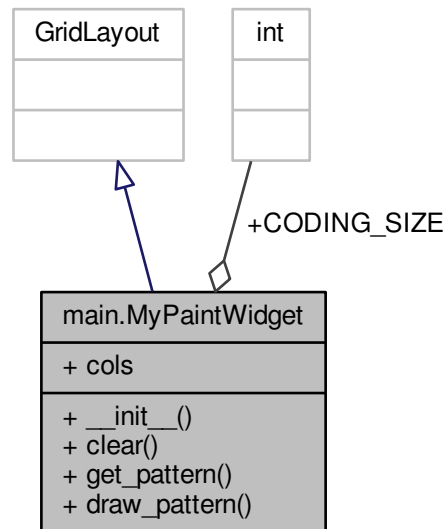 GridLayout
int
+CODING_SIZE
main.MyPaintWidget
+ cols
+ __init__()
+ clear()
+ get_pattern()
+ draw_pattern()